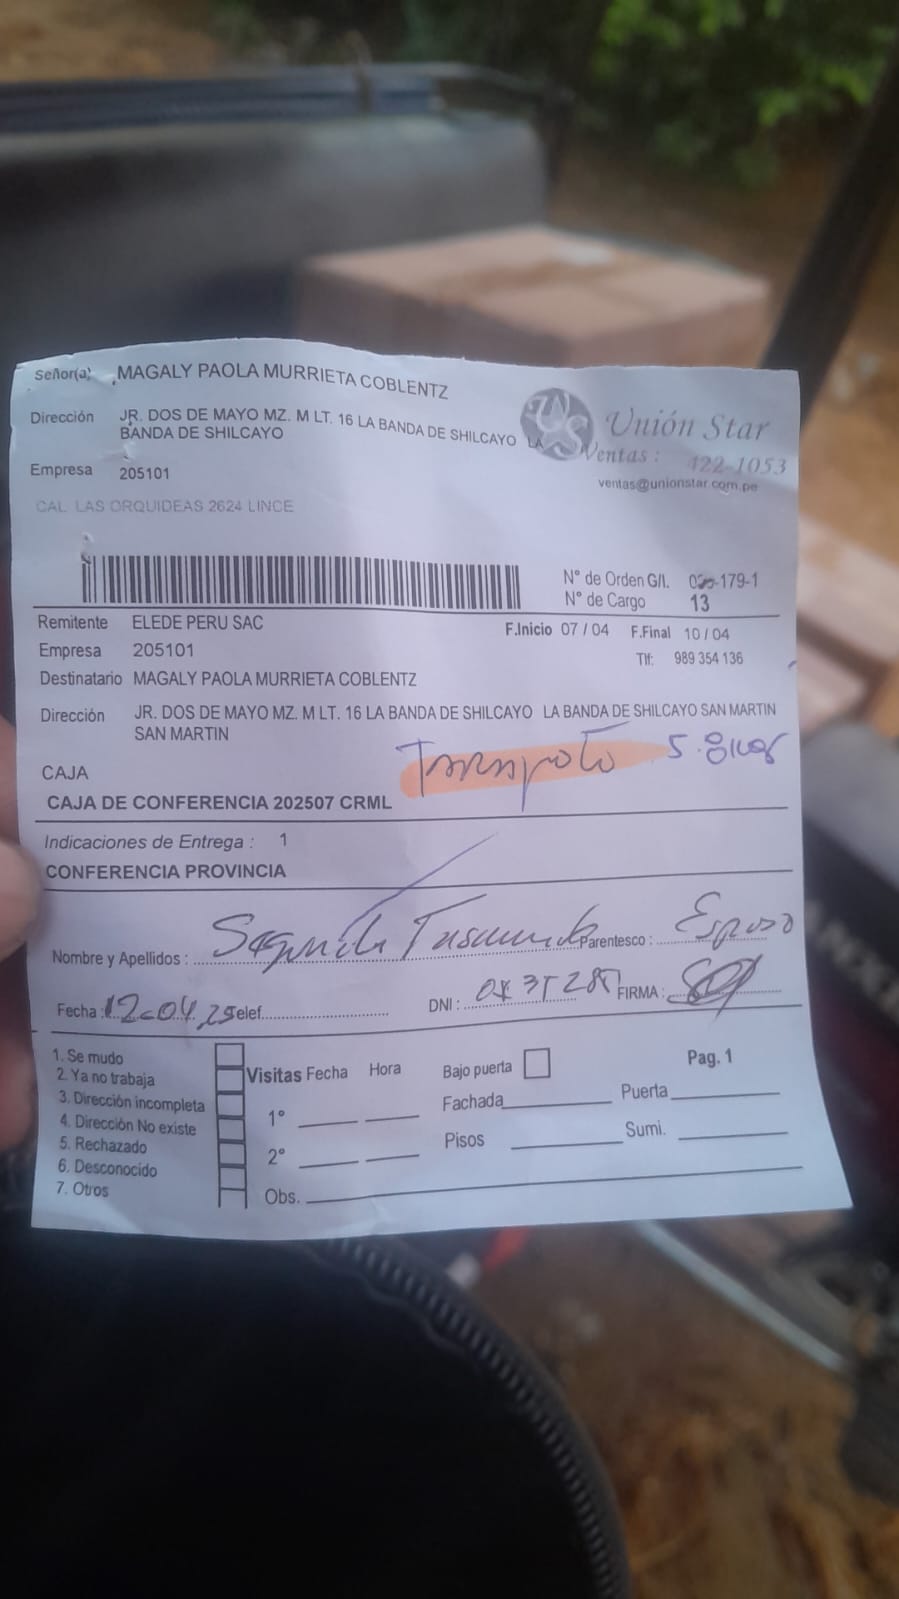 Señor(a) MAGALY PAOLA MURRIETA COBLENTZ
Dirección JR. DOS DE MAYO MZ. M LT. 16 LA BANDA DE SHILCAYO LA
BANDA DE SHILCAYO
Unión Star
Ventas : 422-1053
ventas@unionstar.com.pe
Empresa 205101
CAL. LAS ORQUIDEAS 2624 LINCE
N° de Orden G/I. -179-1
N° de Cargo 13
Remitente ELEDE PERU SAC
F.Inicio 07 / 04 F.Final 10 / 04
Empresa 205101
Tlf: 989 354 136
Destinatario MAGALY PAOLA MURRIETA COBLENTZ
Dirección JR. DOS DE MAYO MZ. M LT. 16 LA BANDA DE SHILCAYO LA BANDA DE SHILCAYO SAN MARTIN
SAN MARTIN
Tarapoto 5.8kgs
CAJA
CAJA DE CONFERENCIA 202507 CRML
Indicaciones de Entrega : 1
CONFERENCIA PROVINCIA
Nombre y Apellidos : Parentesco : Esposo
Fecha : 12-04.25 Telef. DNI : FIRMA :
1. Se mudo
2. Ya no trabaja
3. Dirección incompleta
4. Dirección No existe
5. Rechazado
6. Desconocido
7. Otros
Visitas Fecha Hora
1°
2°
Obs.
Bajo puerta
Fachada
Pisos
Pag. 1
Puerta
Sumi.